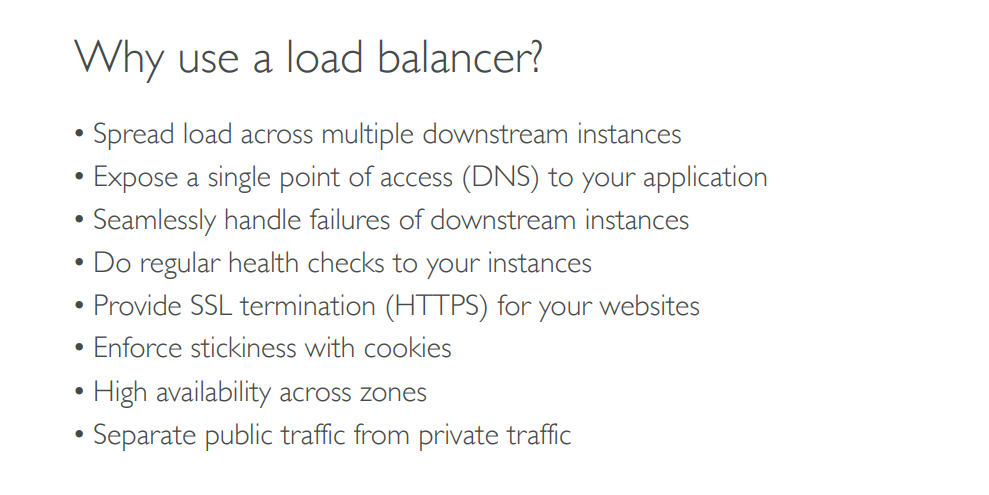 Why use a load balancer?
• Spread load across multiple downstream instances
• Expose a single point of access (DNS) to your application
• Seamlessly handle failures of downstream instances
• Do regular health checks to your instances
• Provide SSL termination (HTTPS) for your websites
• Enforce stickiness with cookies
• High availability across zones
• Separate public traffic from private traffic